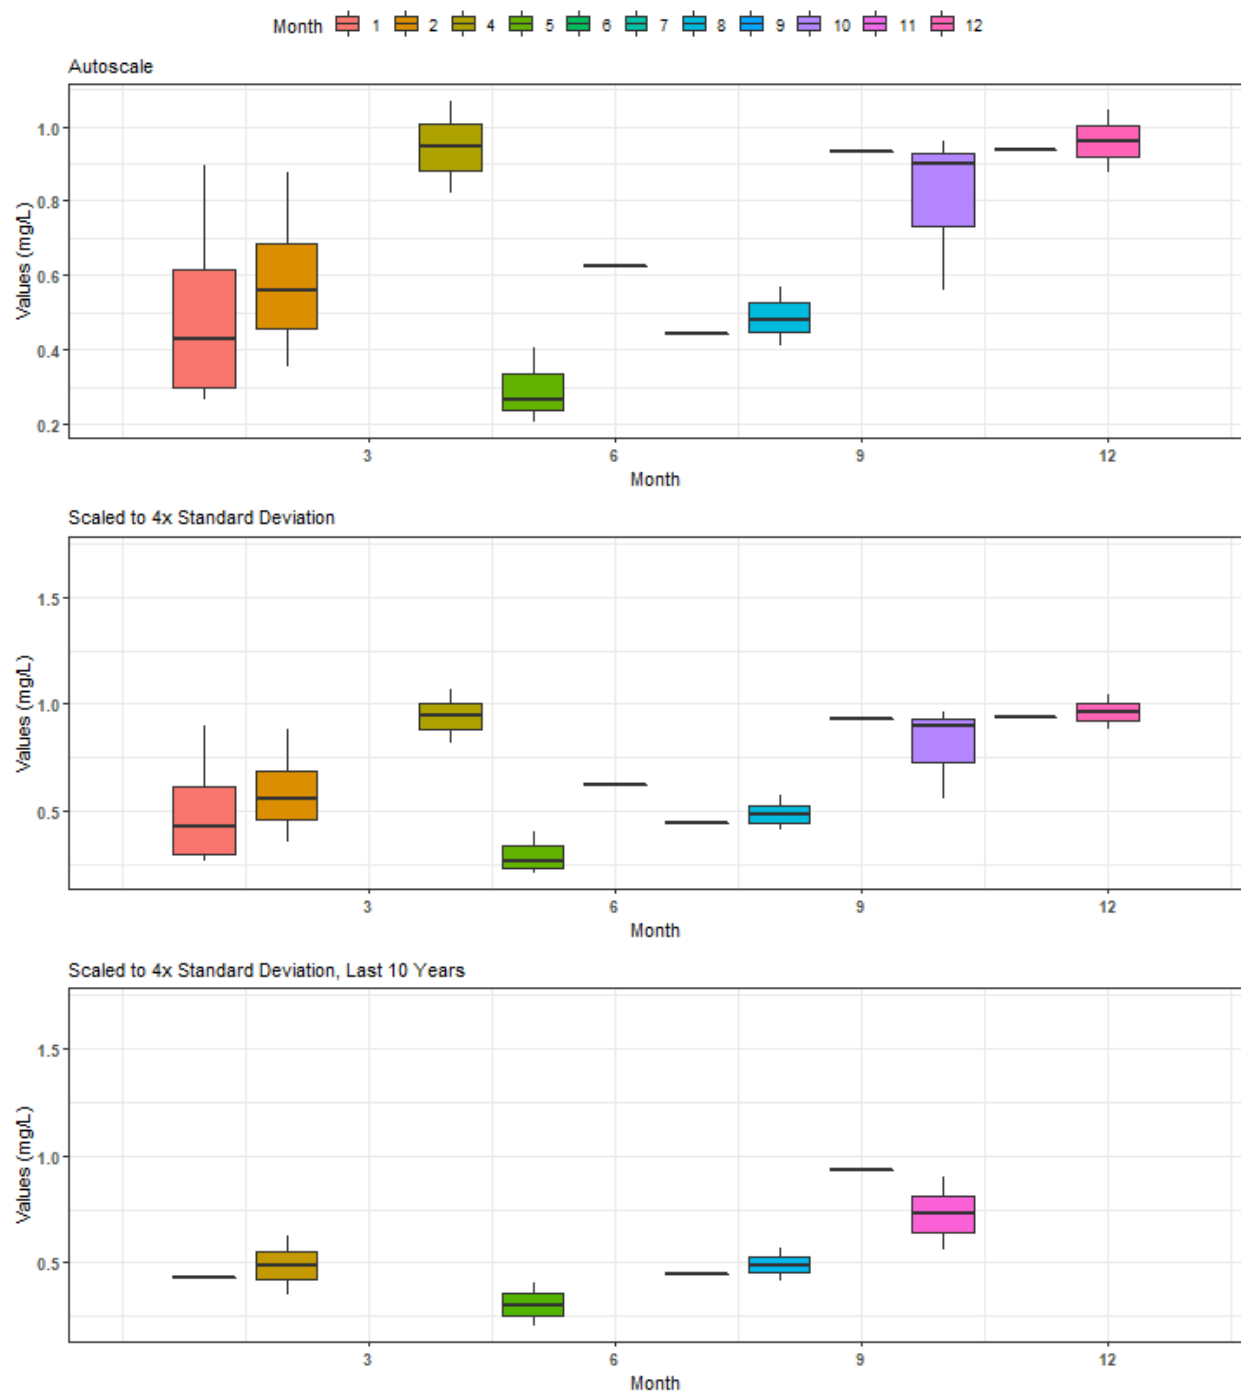 Month 1 2 4 5 6 7 8 9 10 11 12
Autoscale
Values (mg/L)
1.0
0.8
0.6
0.4
0.2
3 6 9 12
Month
Scaled to 4x Standard Deviation
Values (mg/L)
1.5
1.0
0.5
3 6 9 12
Month
Scaled to 4x Standard Deviation, Last 10 Years
Values (mg/L)
1.5
1.0
0.5
3 6 9 12
Month